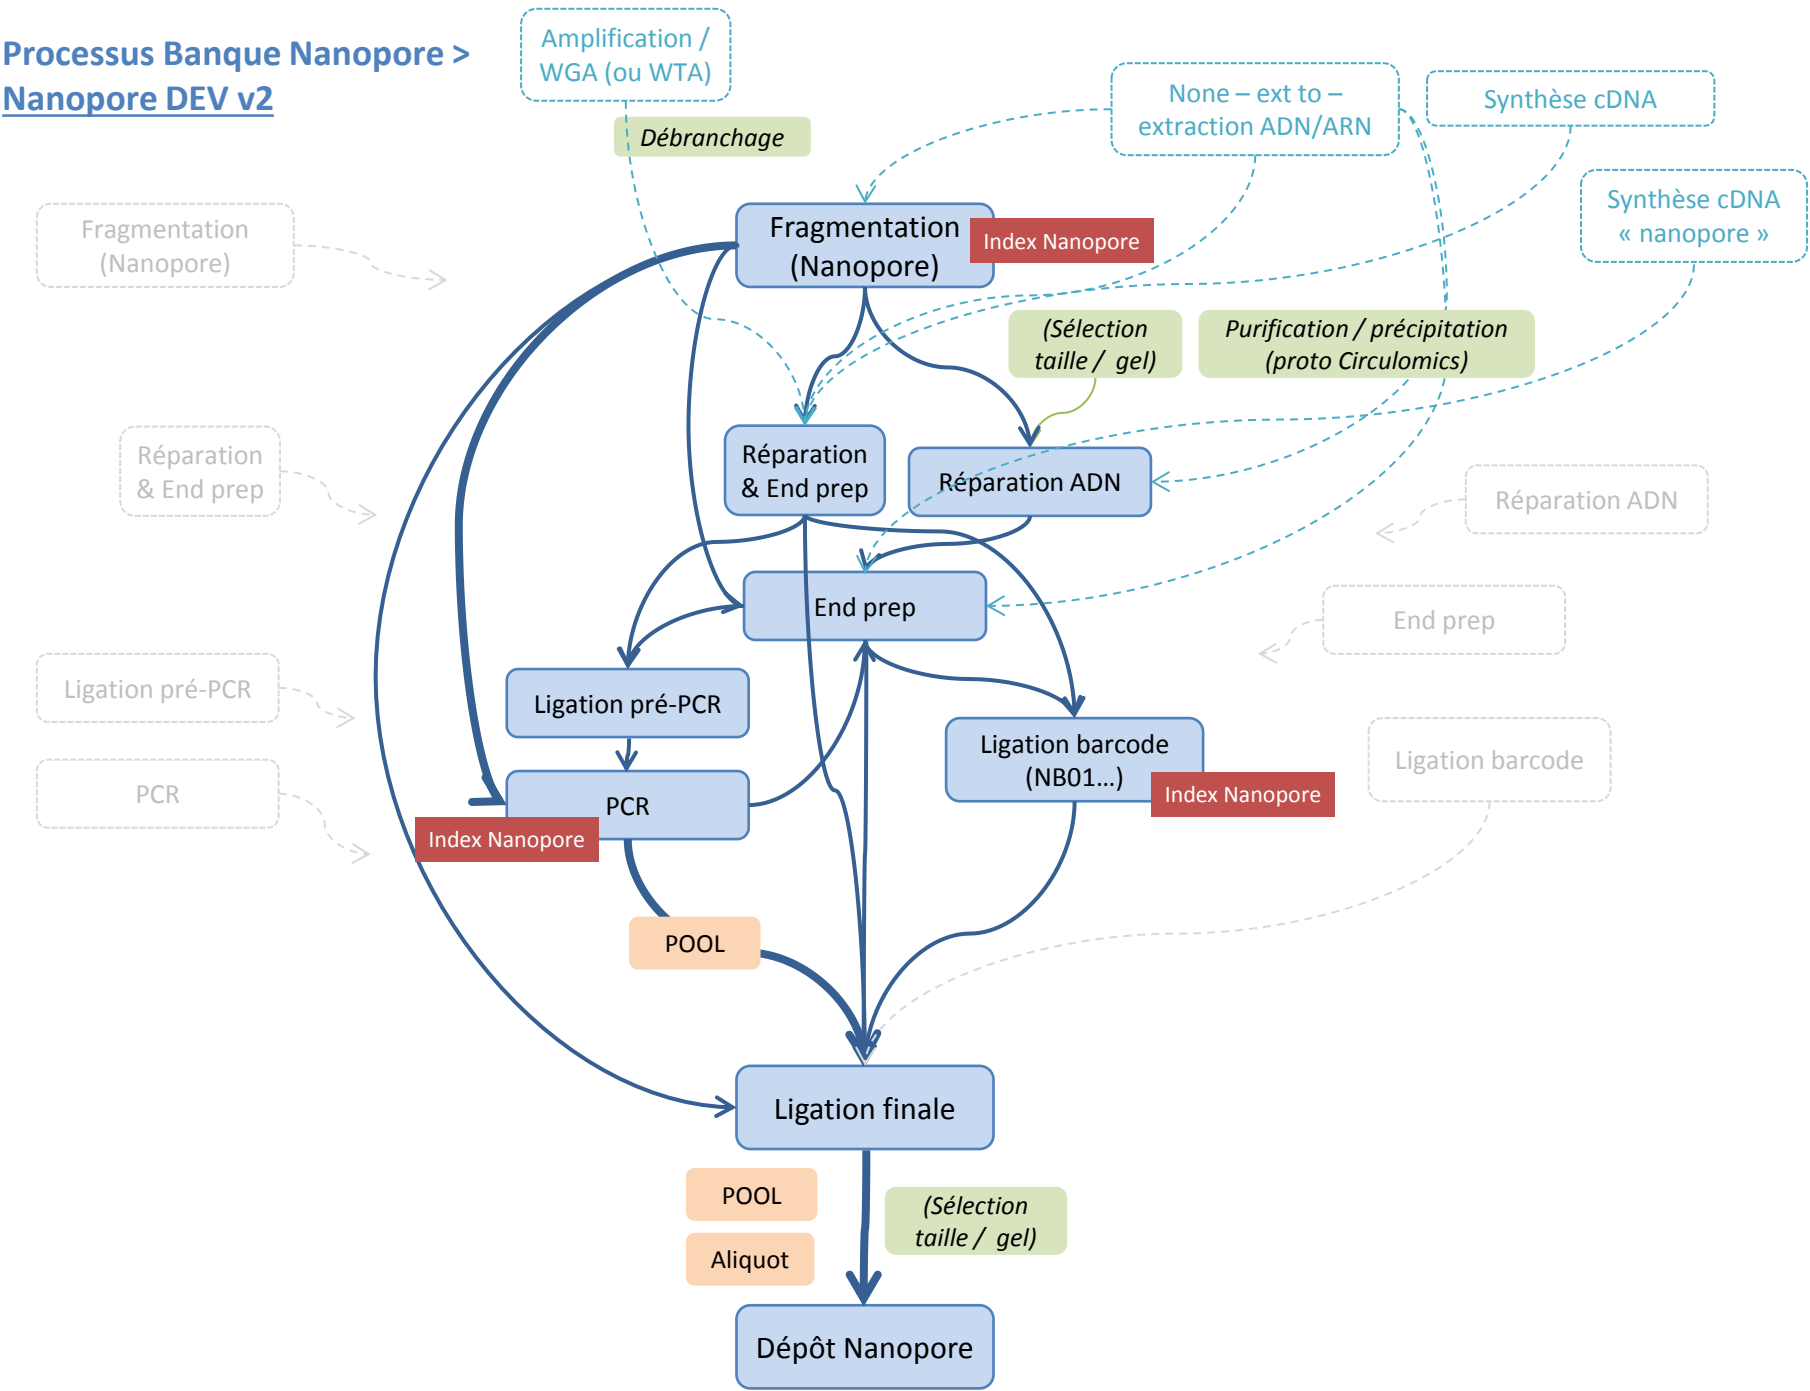 Processus Banque Nanopore >
Nanopore DEV v2
Amplification /
WGA (ou WTA)
None – ext to –
extraction ADN/ARN
Synthèse cDNA
Débranchage
Synthèse cDNA
« nanopore »
Fragmentation
(Nanopore)
Fragmentation
(Nanopore)
Index Nanopore
(Sélection
taille / gel)
Purification / précipitation
(proto Circulomics)
Réparation
& End prep
Réparation
& End prep
Réparation ADN
Réparation ADN
End prep
End prep
Ligation pré-PCR
Ligation pré-PCR
Ligation barcode
(NB01...)
Index Nanopore
Ligation barcode
PCR
PCR
Index Nanopore
POOL
Ligation finale
POOL
(Sélection
taille / gel)
Aliquot
Dépôt Nanopore